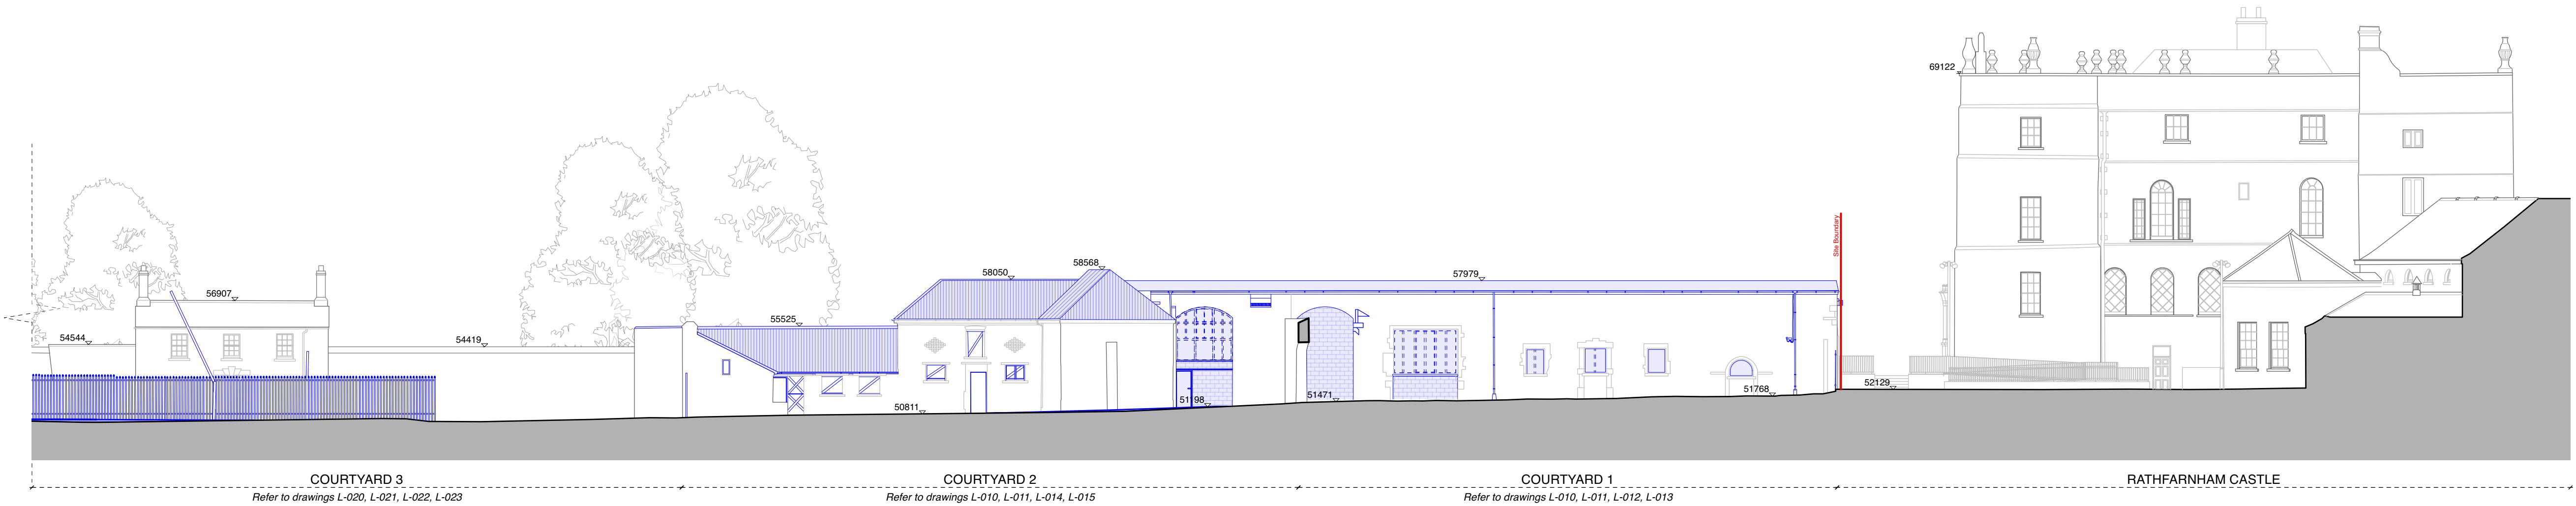 69122
Site Boundary
58568
58050
57979
56907
55525
54544
54419
52129
51768
51471
51198
50811
COURTYARD 3
Refer to drawings L-020, L-021, L-022, L-023
COURTYARD 2
Refer to drawings L-010, L-011, L-014, L-015
COURTYARD 1
Refer to drawings L-010, L-011, L-012, L-013
RATHFARNHAM CASTLE